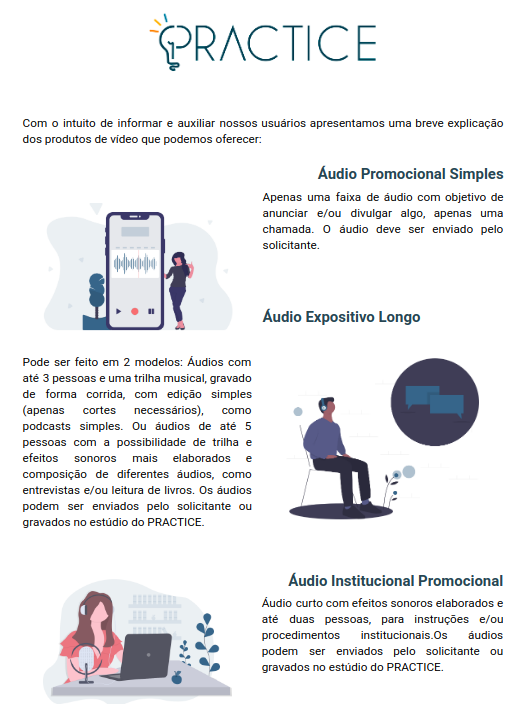 PRACTICE
Com o intuito de informar e auxiliar nossos usuários apresentamos uma breve explicação
dos produtos de vídeo que podemos oferecer:
Áudio Promocional Simples
Apenas uma faixa de áudio com objetivo de
anunciar e/ou divulgar algo, apenas uma
chamada. O áudio deve ser enviado pelo
solicitante.
Áudio Expositivo Longo
Pode ser feito em 2 modelos: Áudios com
até 3 pessoas e uma trilha musical, gravado
de forma corrida, com edição simples
(apenas cortes necessários), como
podcasts simples. Ou áudios de até 5
pessoas com a possibilidade de trilha e
efeitos sonoros mais elaborados e
composição de diferentes áudios, como
entrevistas e/ou leitura de livros. Os áudios
podem ser enviados pelo solicitante ou
gravados no estúdio do PRACTICE.
Áudio Institucional Promocional
Áudio curto com efeitos sonoros elaborados e
até duas pessoas, para instruções e/ou
procedimentos institucionais.Os áudios
podem ser enviados pelo solicitante ou
gravados no estúdio do PRACTICE.